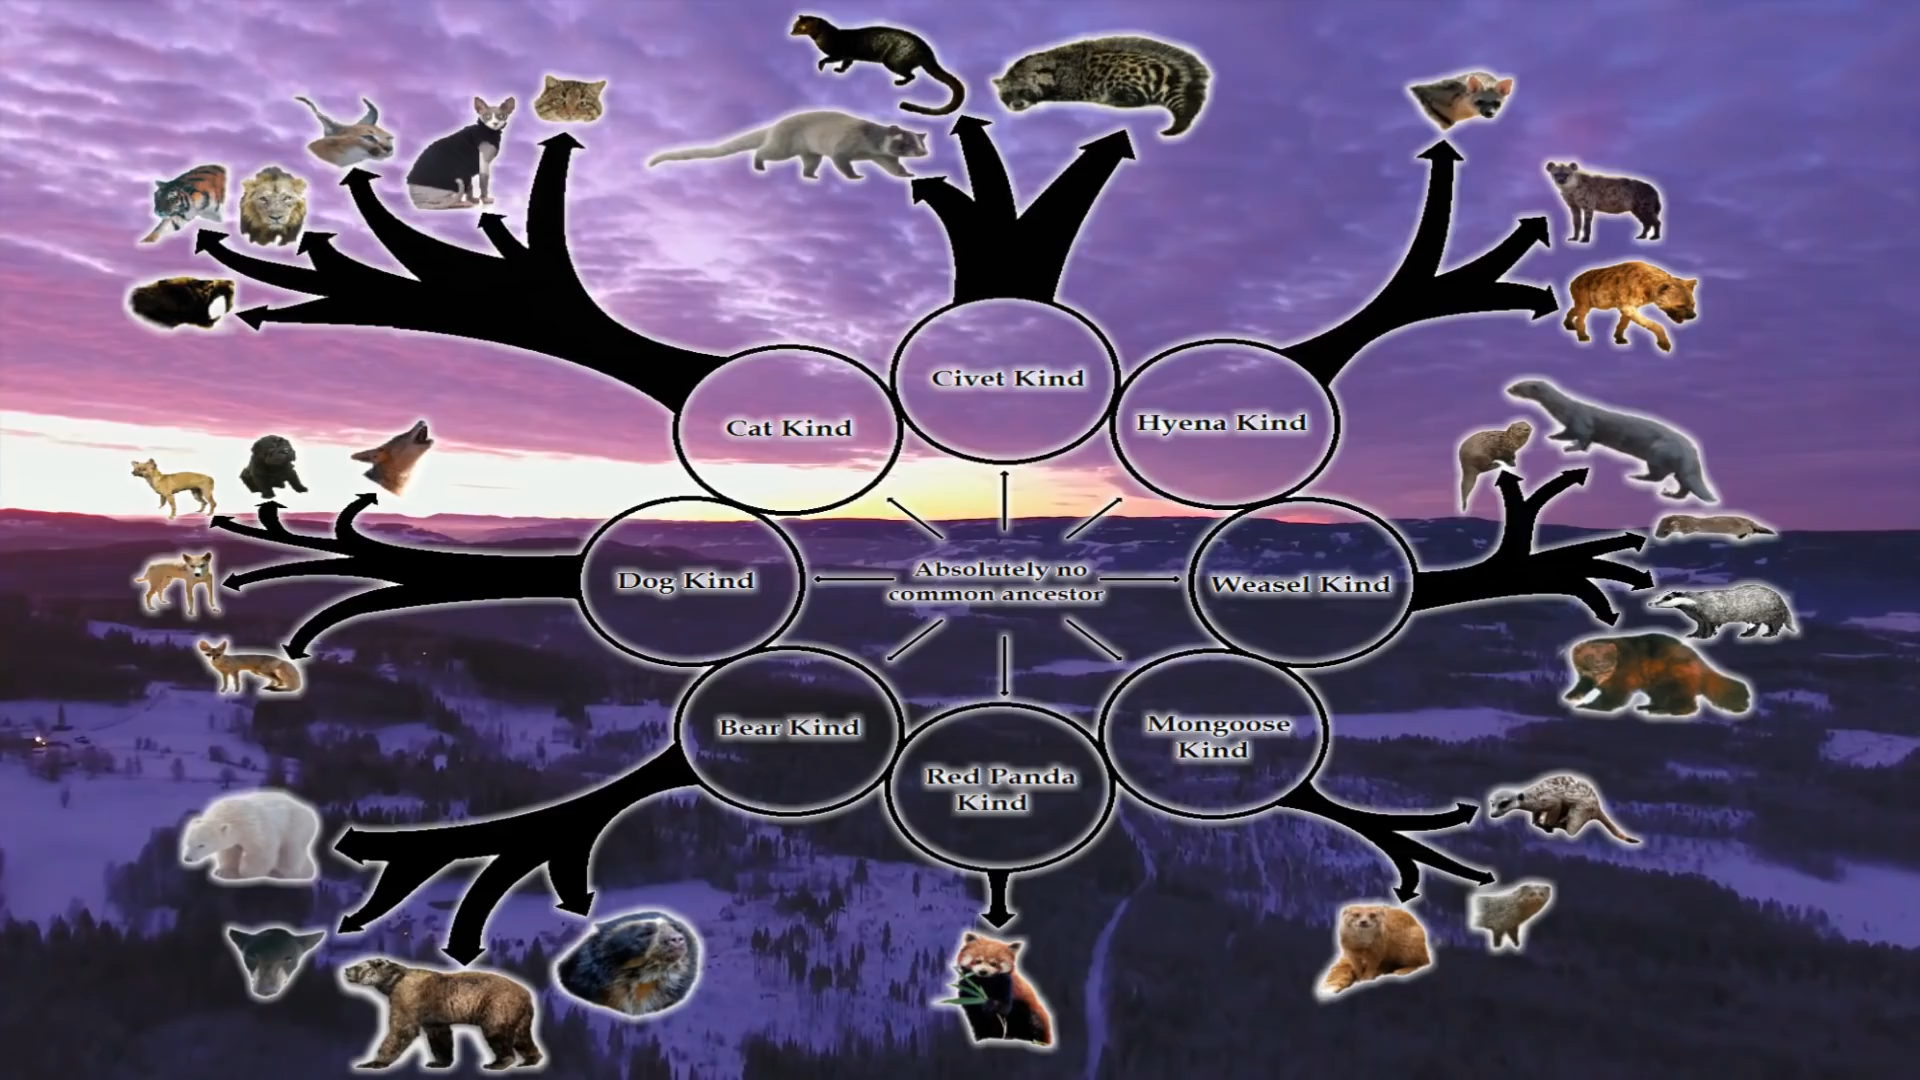 Civet Kind
Cat Kind
Hyena Kind
Absolutely no
common ancestor
Dog Kind
Weasel Kind
Bear Kind
Mongoose
Kind
Red Panda
Kind